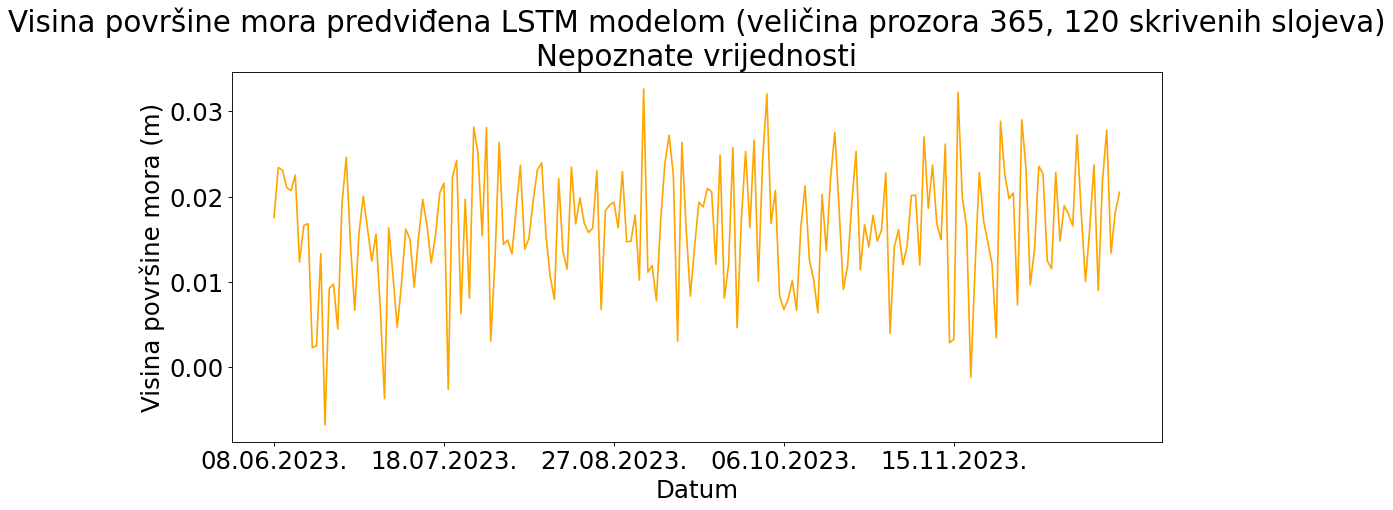 Visina površine mora predviđena LSTM modelom (veličina prozora 365, 120 skrivenih slojeva)
Nepoznate vrijednosti
Visina površine mora (m)
0.03
0.02
0.01
0.00
08.06.2023. 18.07.2023. 27.08.2023. 06.10.2023. 15.11.2023.
Datum